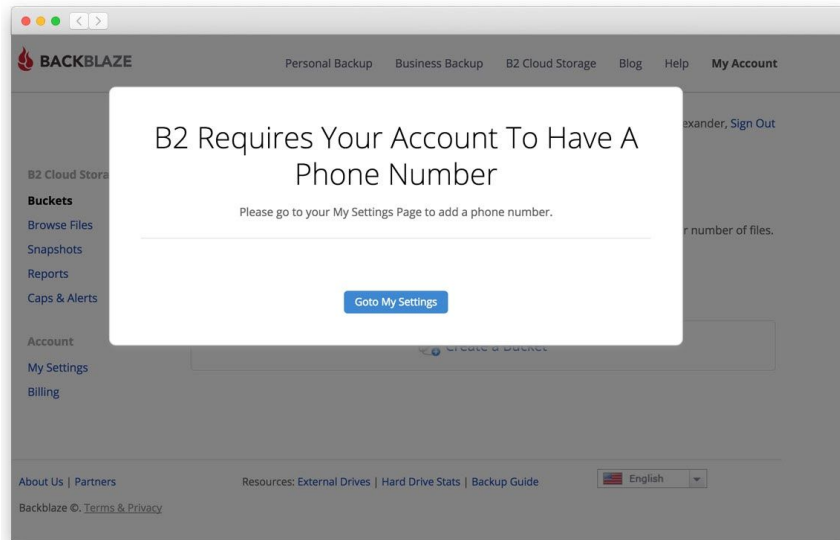 BACKBLAZE
Personal Backup Business Backup B2 Cloud Storage Blog Help My Account
exander, Sign Out
B2 Requires Your Account To Have A
Phone Number
Please go to your My Settings Page to add a phone number.
Goto My Settings
B2 Cloud Stora
Buckets
Browse Files
r number of files.
Snapshots
Reports
Caps & Alerts
Create a Bucket
Account
My Settings
Billing
About Us | Partners
Resources: External Drives | Hard Drive Stats | Backup Guide
English
Backblaze ©. Terms & Privacy